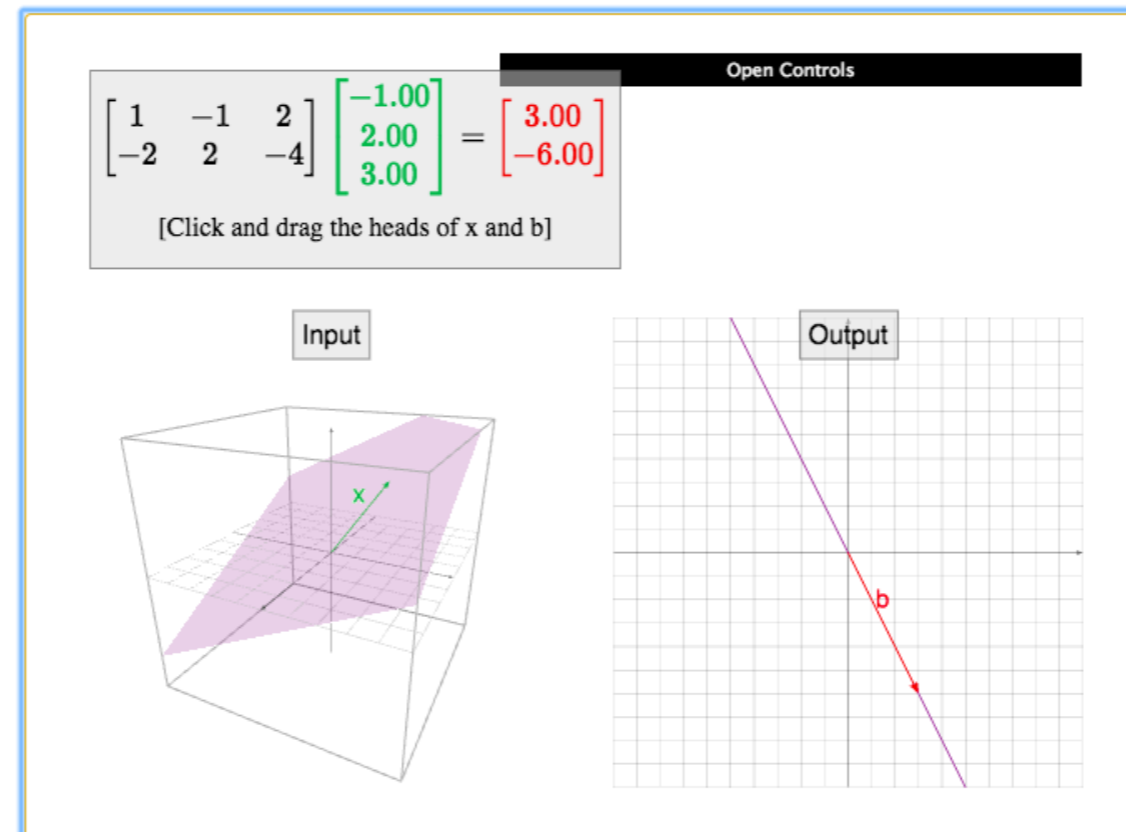 Open Controls
[1 -1 2; -2 2 -4] [-1.00; 2.00; 3.00] = [3.00; -6.00]
[Click and drag the heads of x and b]
Input
Output
x
b